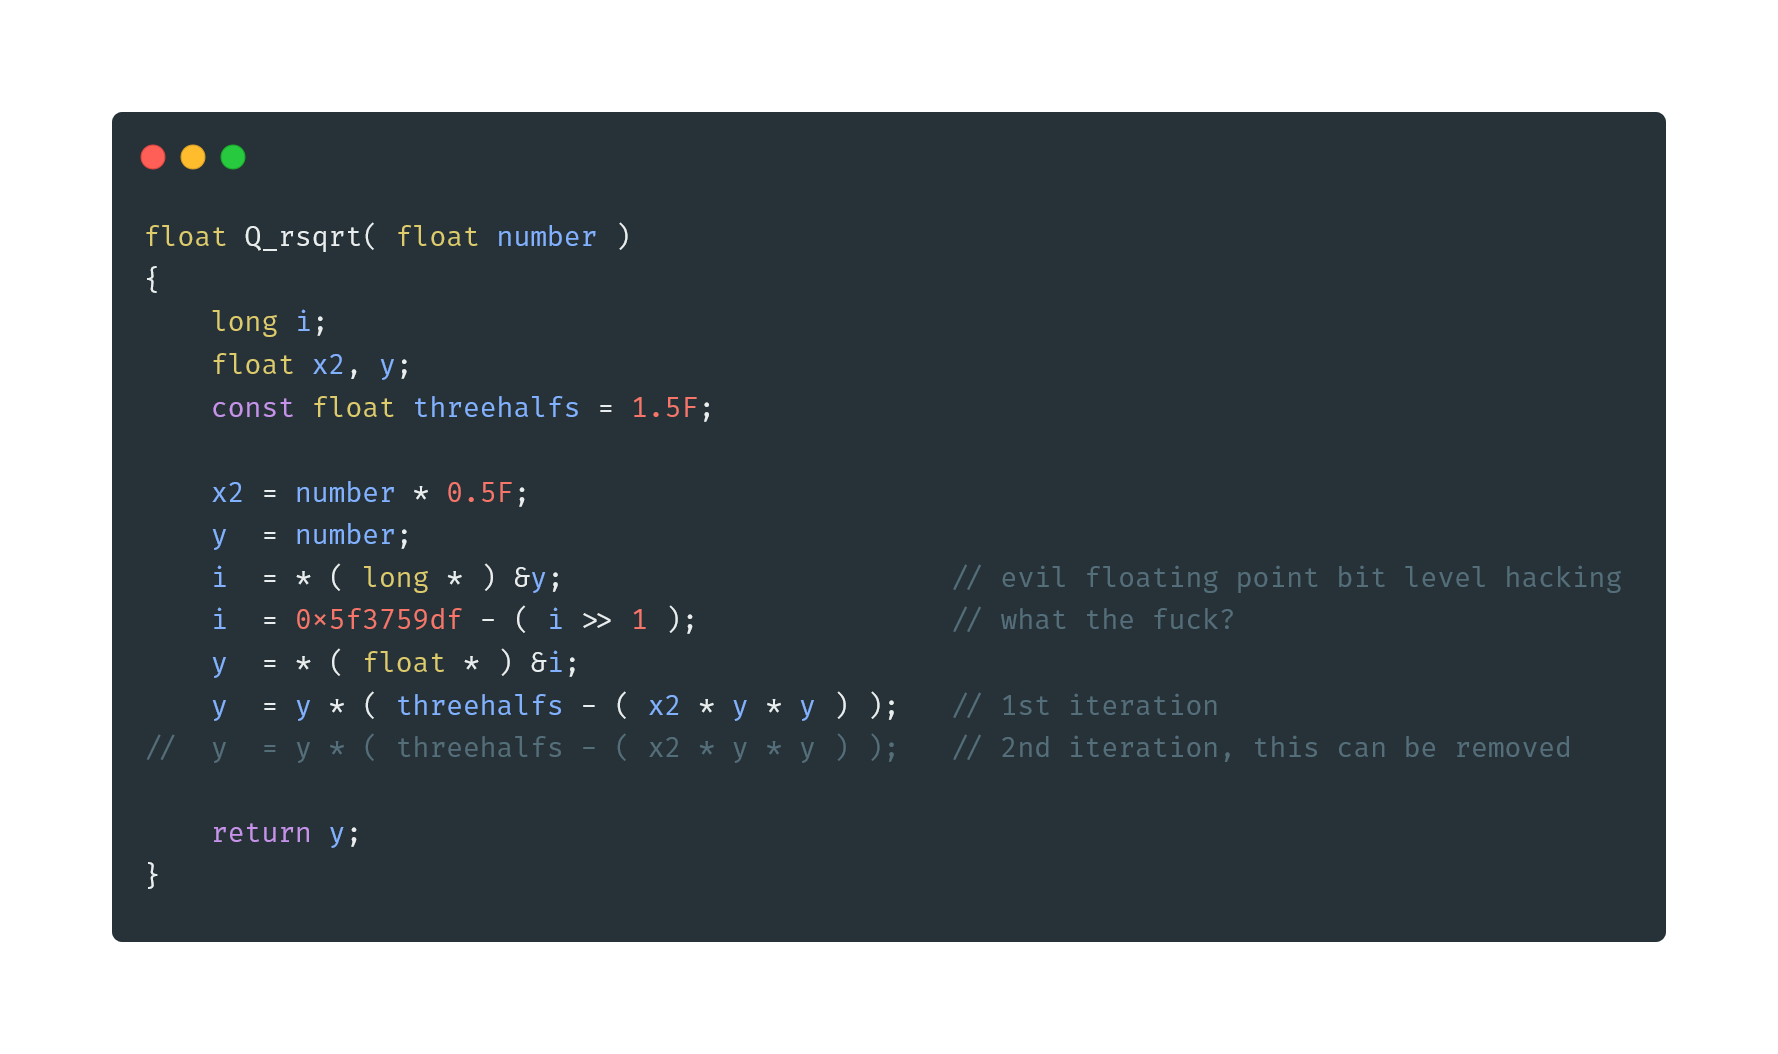 float Q_rsqrt( float number )
{
    long i;
    float x2, y;
    const float threehalfs = 1.5F;

    x2 = number * 0.5F;
    y  = number;
    i  = * ( long * ) &y;                       // evil floating point bit level hacking
    i  = 0x5f3759df - ( i >> 1 );               // what the fuck?
    y  = * ( float * ) &i;
    y  = y * ( threehalfs - ( x2 * y * y ) );   // 1st iteration
//  y  = y * ( threehalfs - ( x2 * y * y ) );   // 2nd iteration, this can be removed

    return y;
}